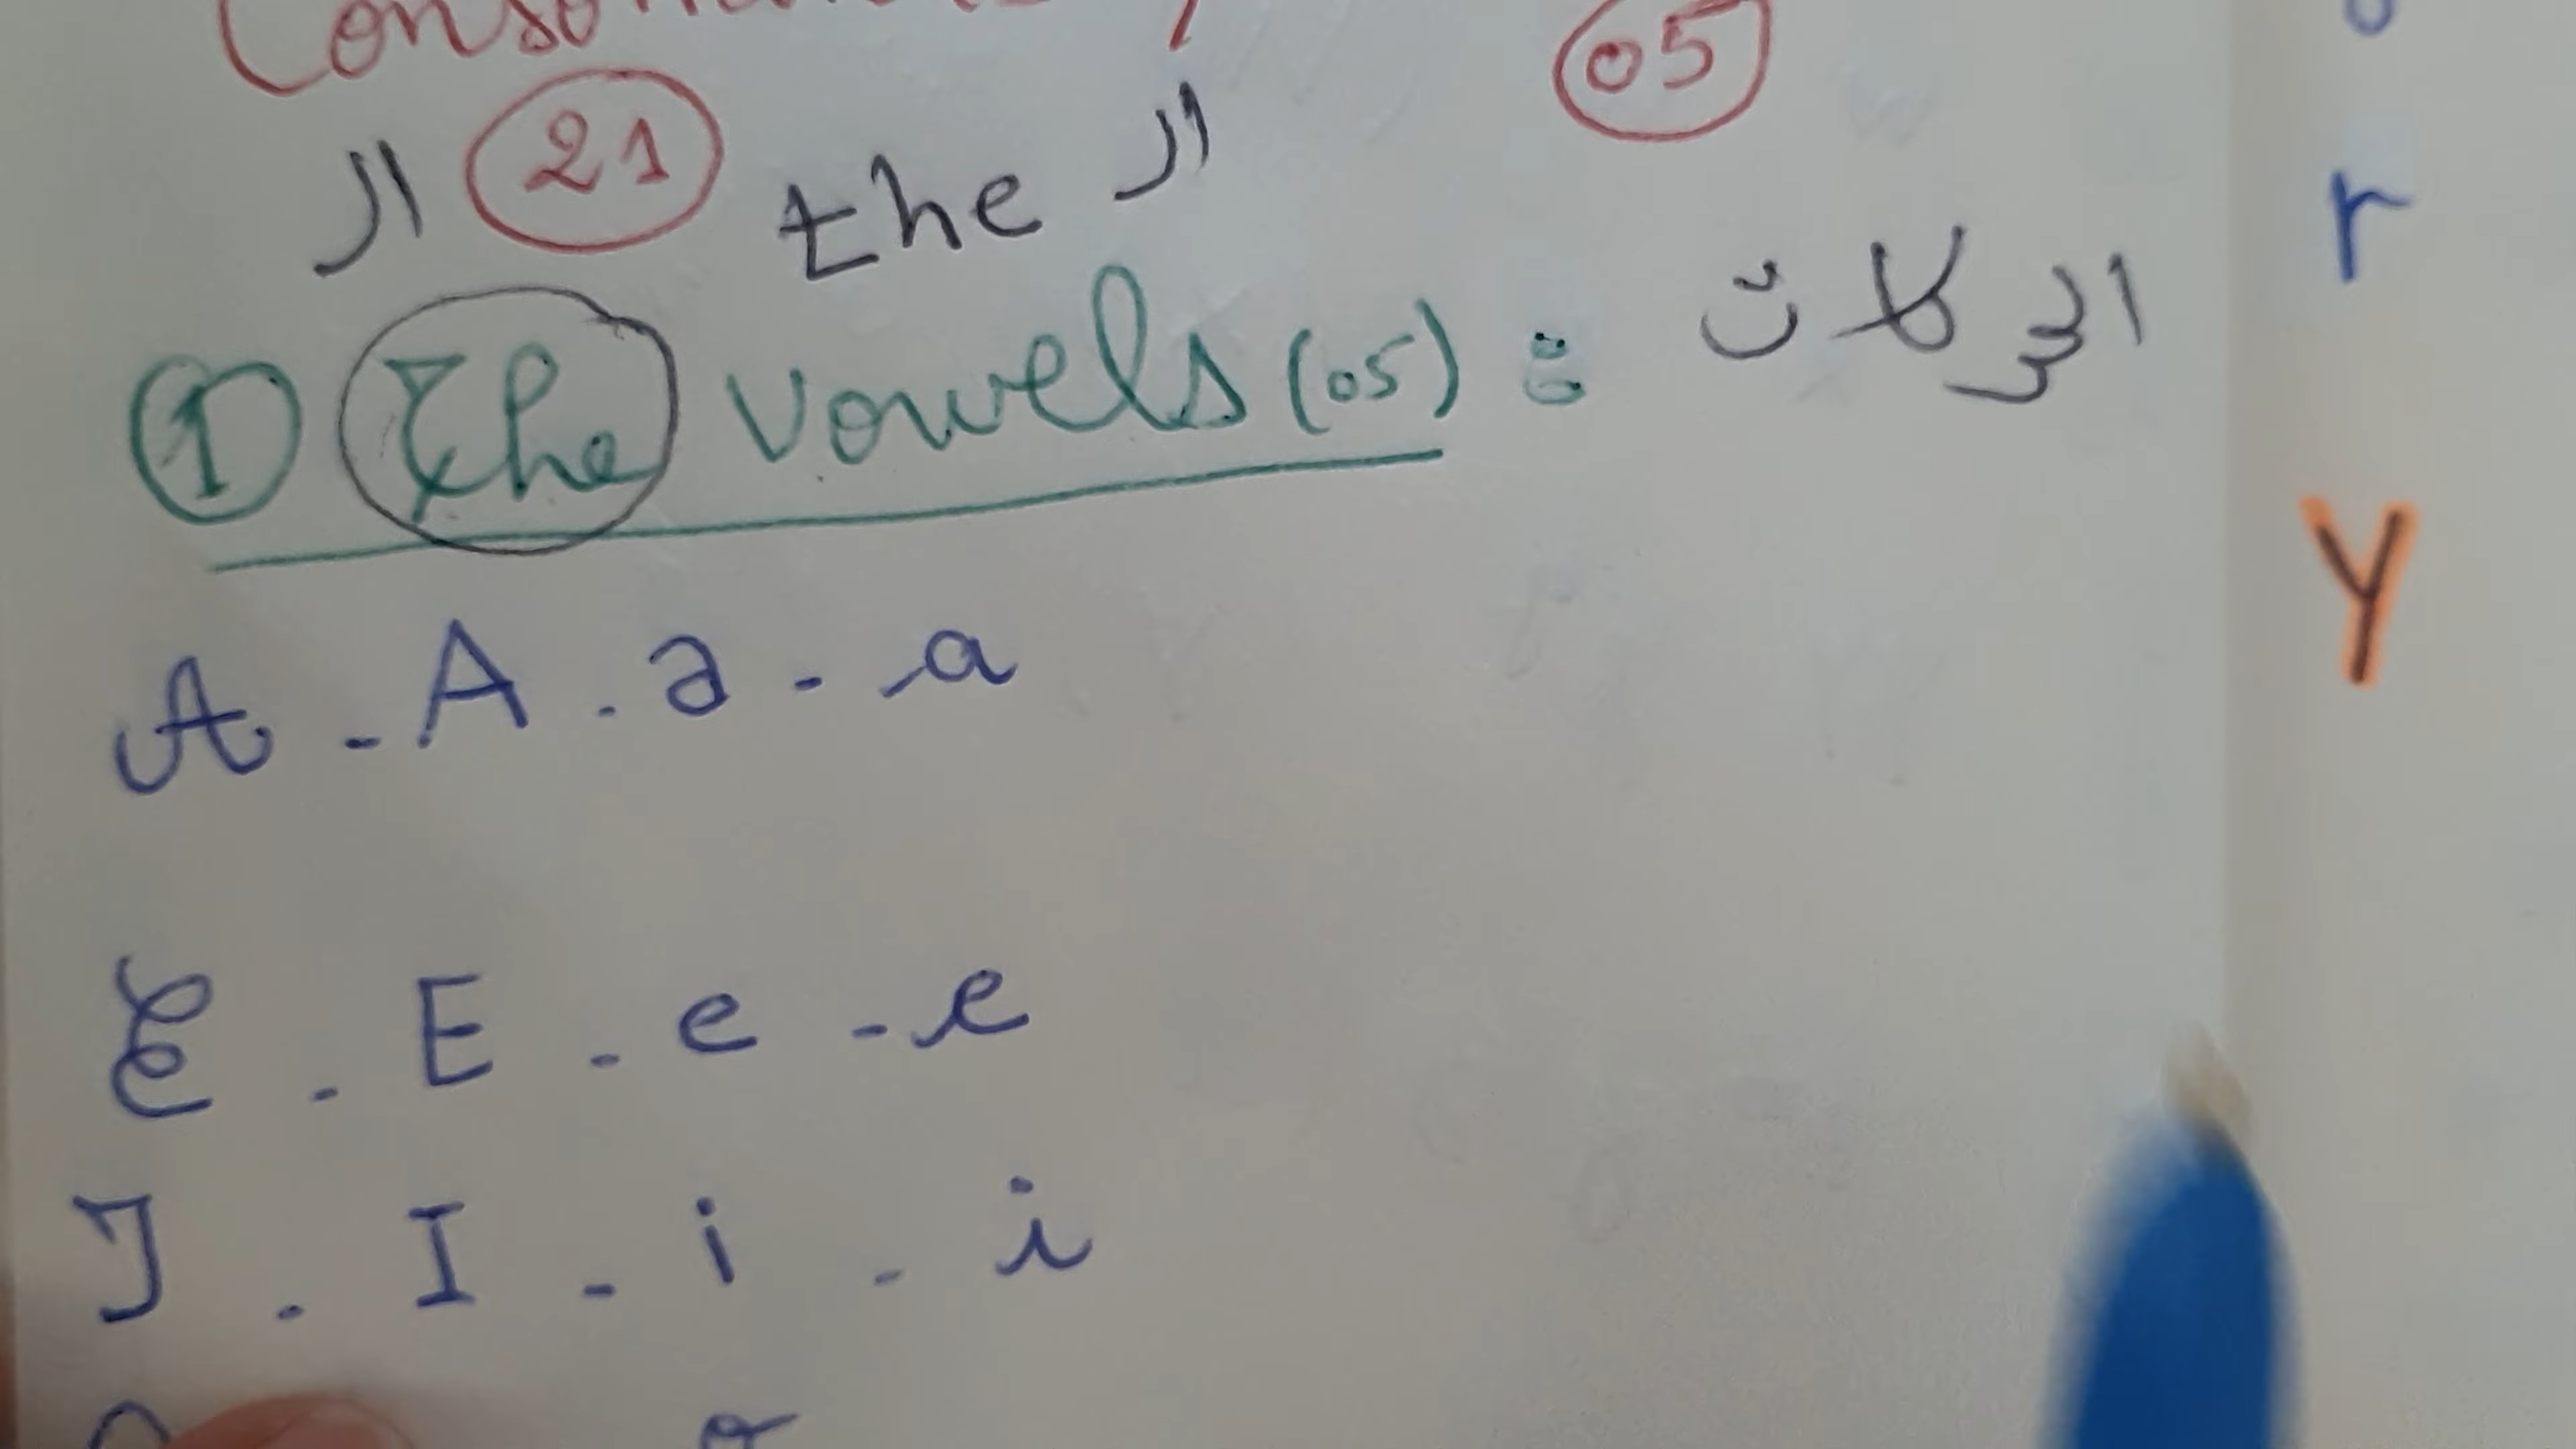 05
ال 21 the ال
1 The vowels (05) : الحركات
A - A - a - a
E - E - e - e
I - I - i - i
r
Y